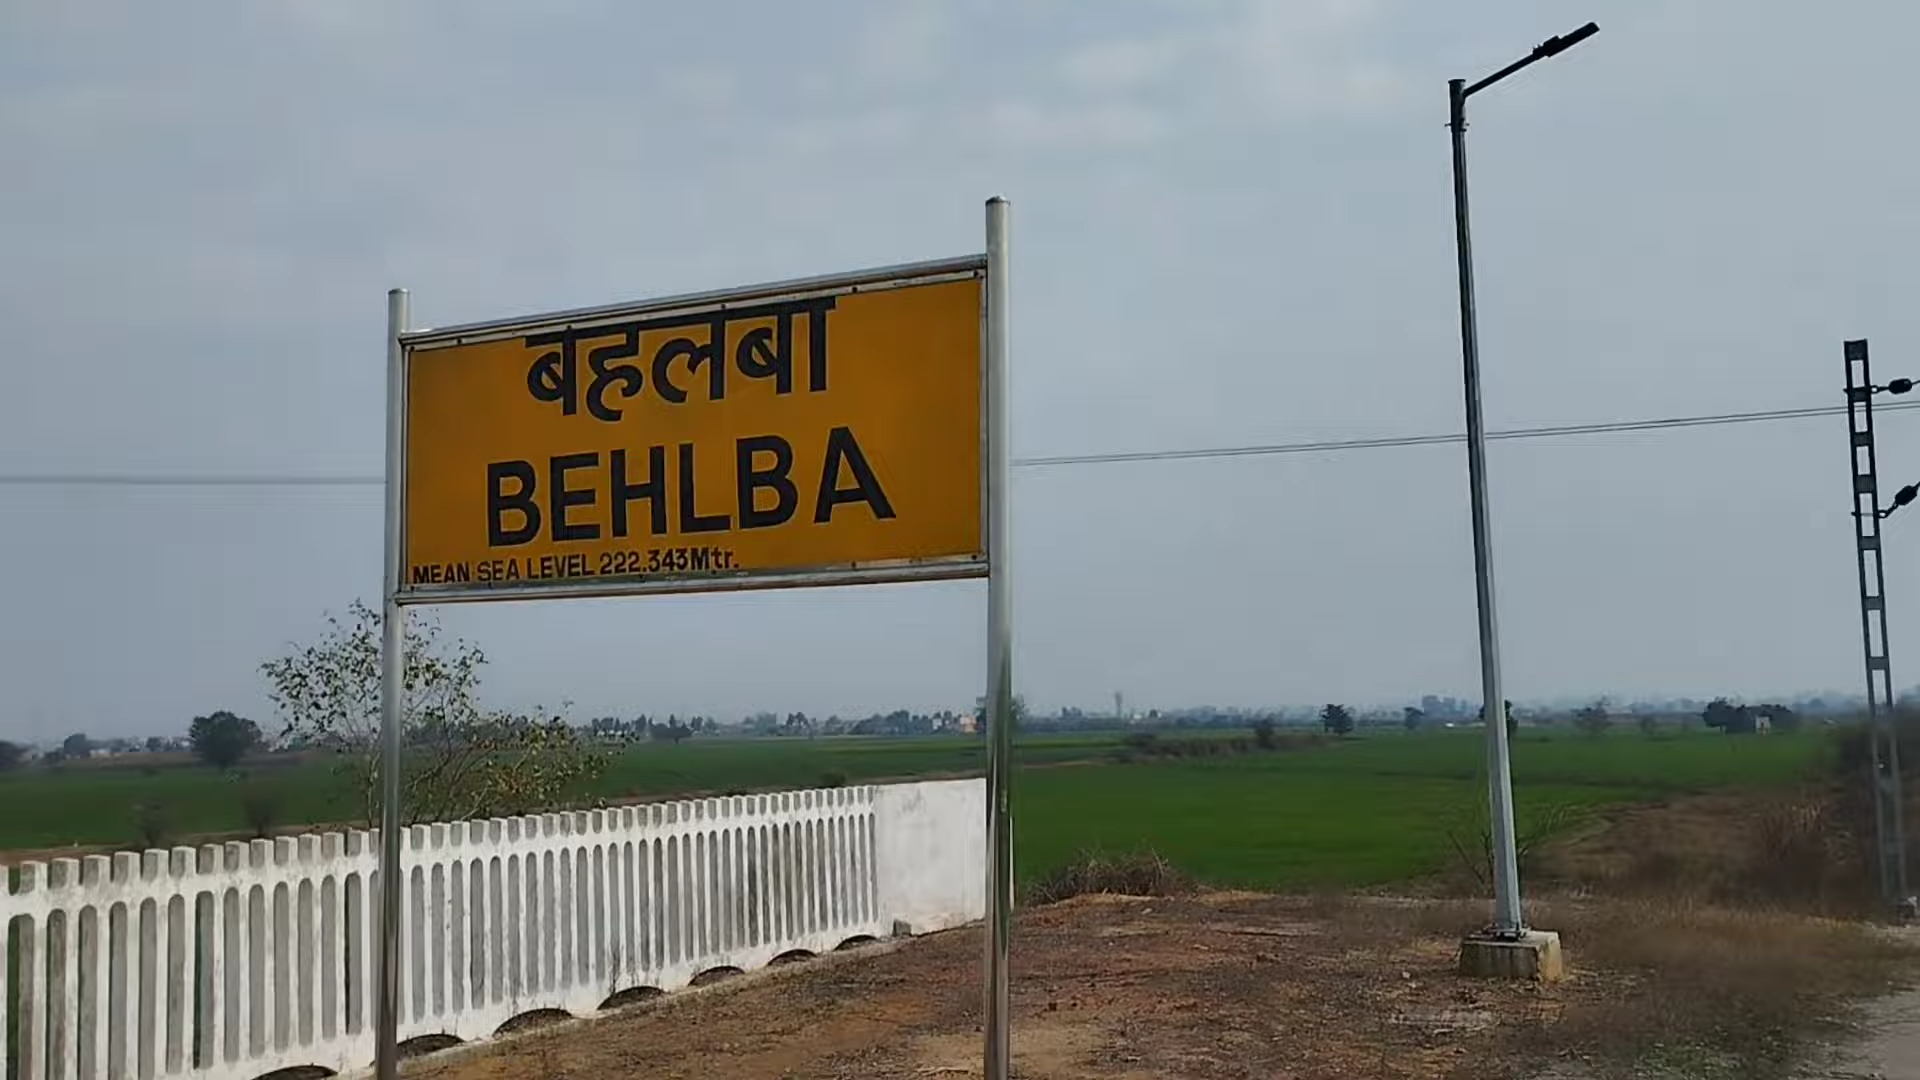 बहलबा
BEHLBA
MEAN SEA LEVEL 222.343Mtr.